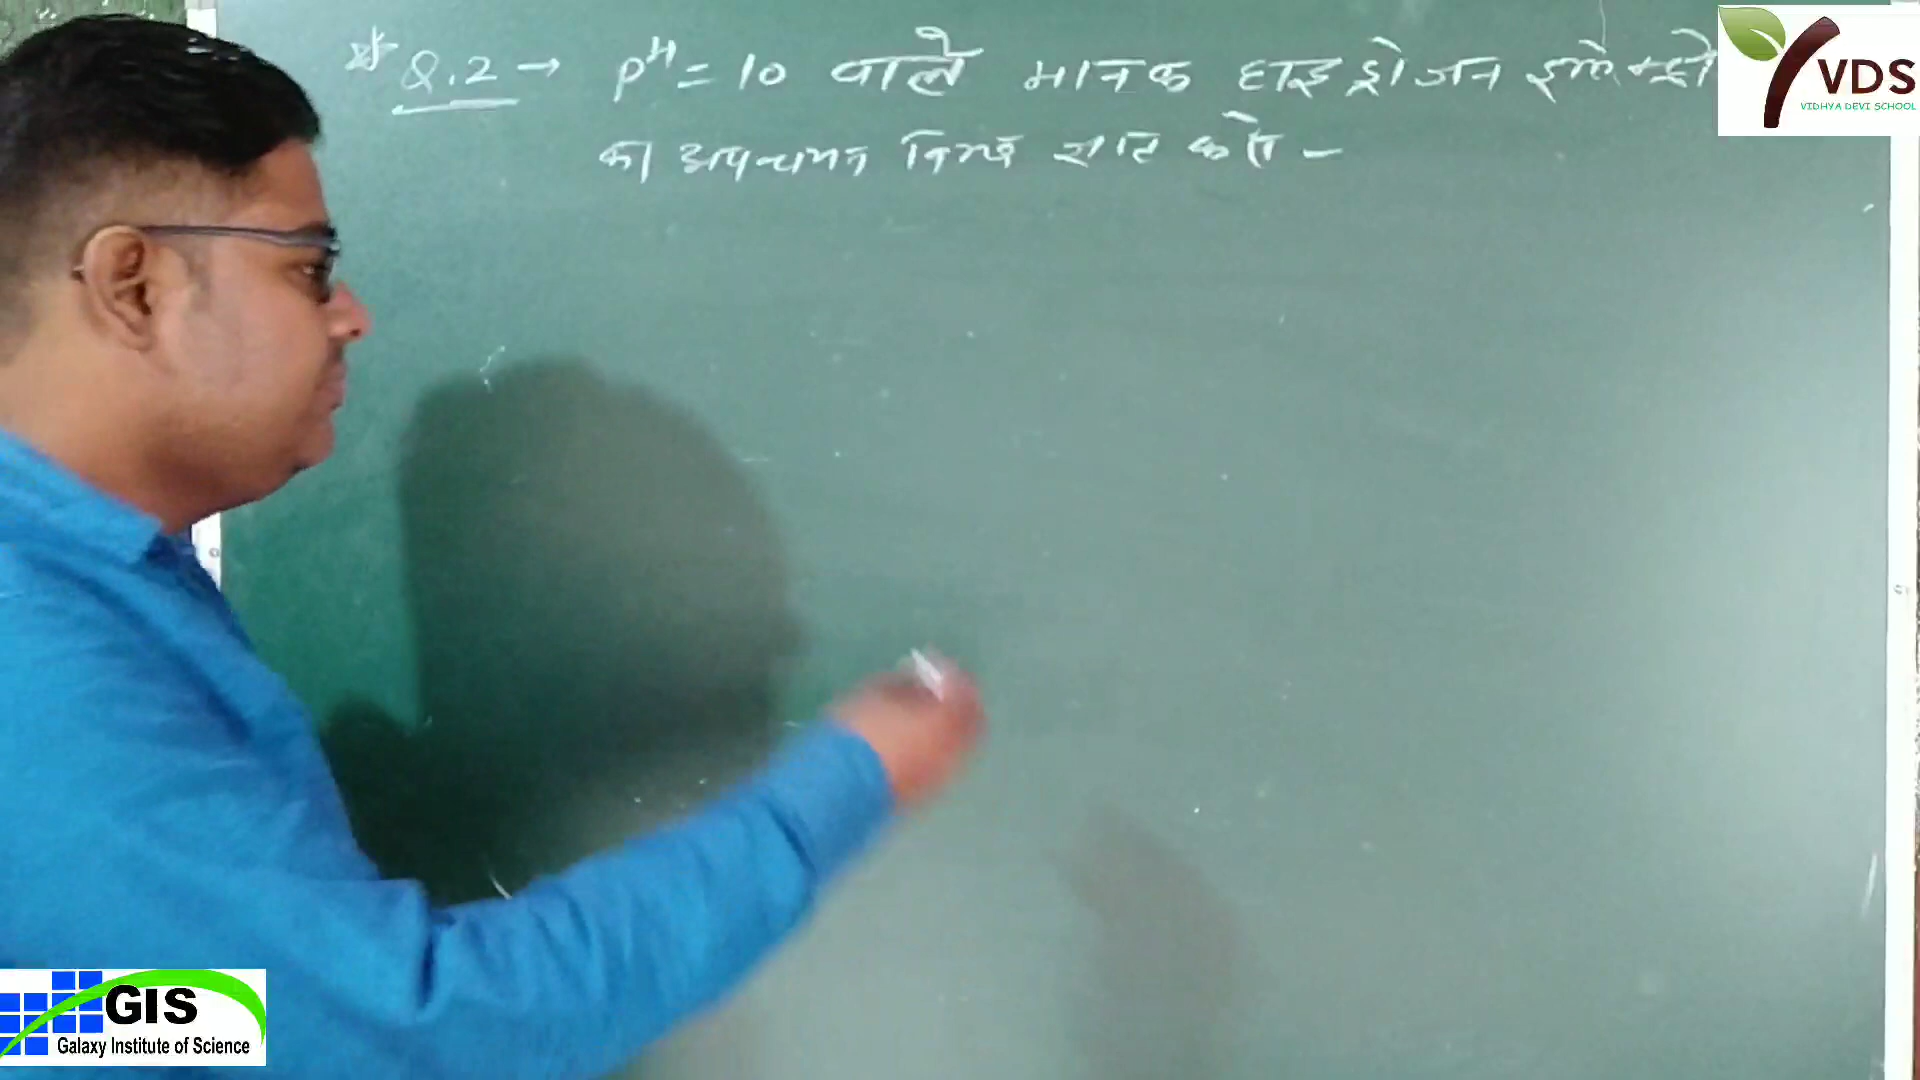 Q.2 → pH = 10 वाले मानक हाइड्रोजन इलेक्ट्रो
का अपचयन विभव ज्ञात करो -
VDS
VIDHYA DEVI SCHOOL
GIS
Galaxy Institute of Science